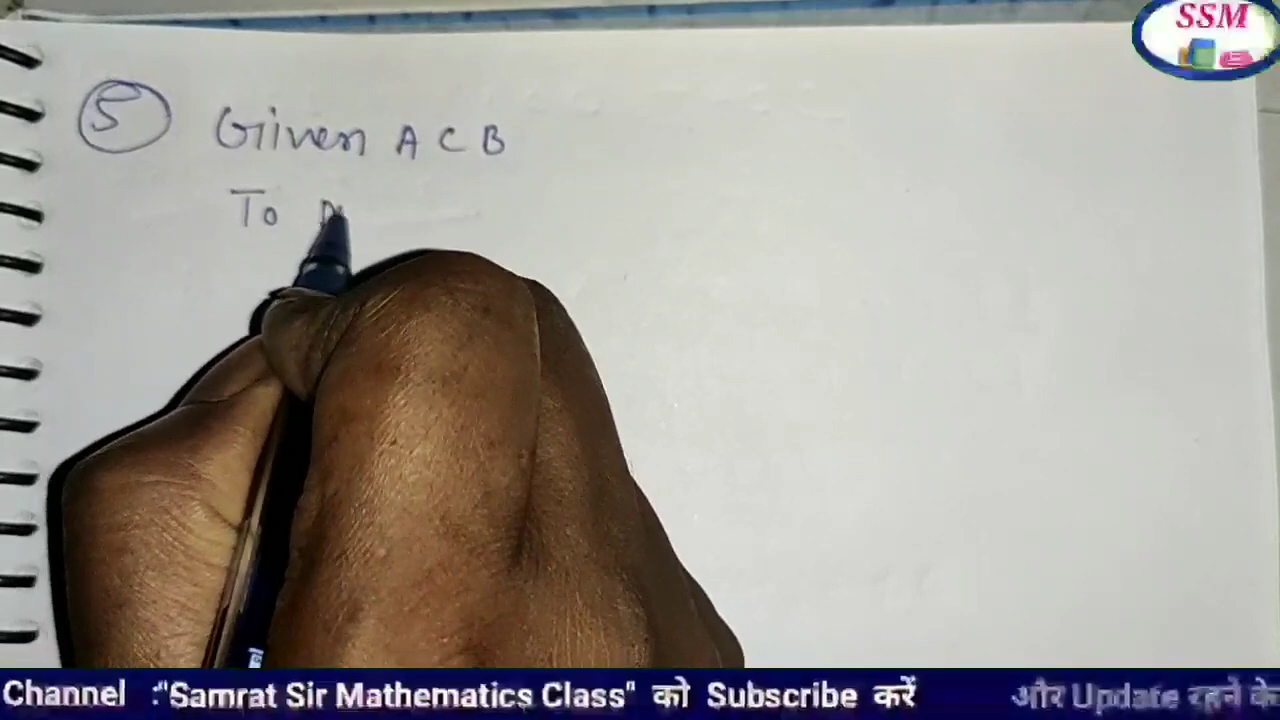 SSM
5 Given A C B
To
Channel :"Samrat Sir Mathematics Class" को Subscribe करें और Update रहने के